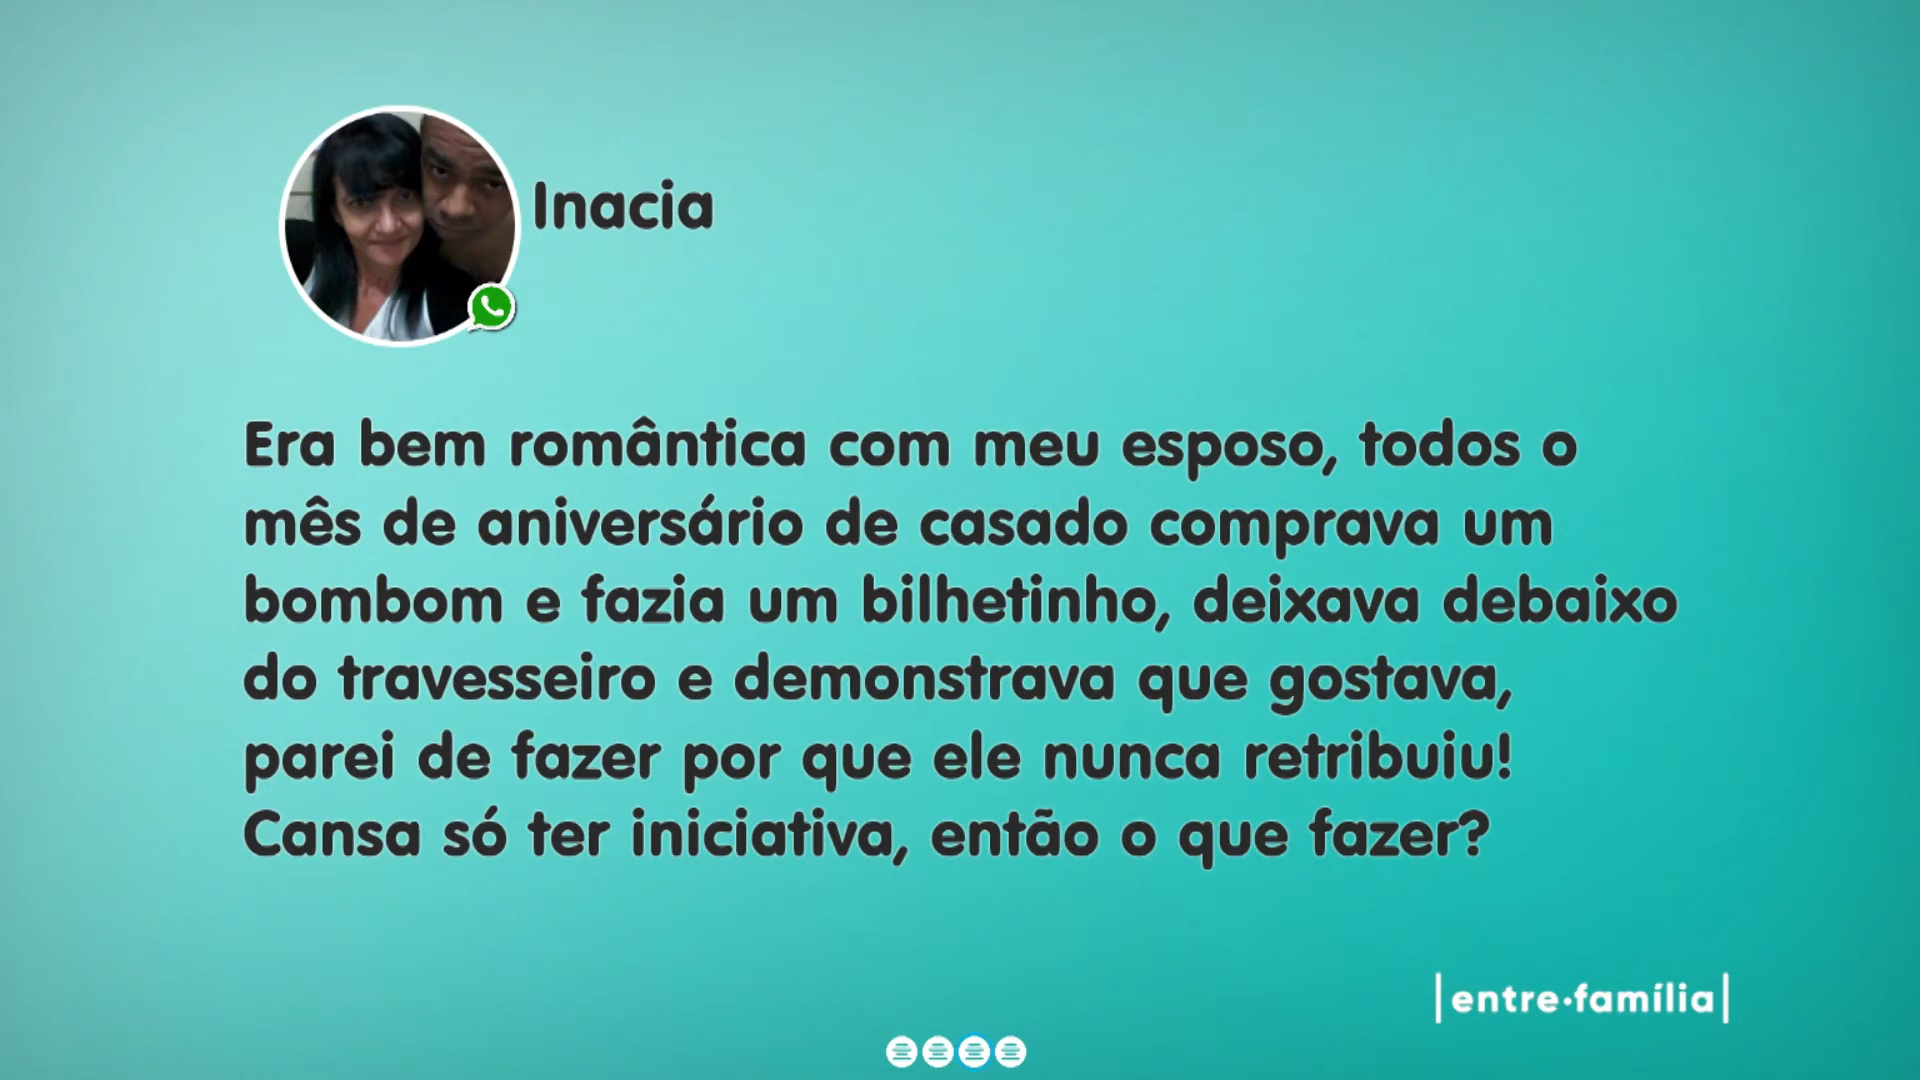 Inacia
Era bem romântica com meu esposo, todos o
mês de aniversário de casado comprava um
bombom e fazia um bilhetinho, deixava debaixo
do travesseiro e demonstrava que gostava,
parei de fazer por que ele nunca retribuiu!
Cansa só ter iniciativa, então o que fazer?
|entre•família|